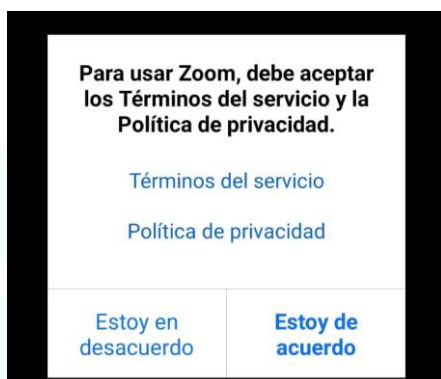 Para usar Zoom, debe aceptar
los Términos del servicio y la
Política de privacidad.
Términos del servicio
Política de privacidad
Estoy en
desacuerdo
Estoy de
acuerdo